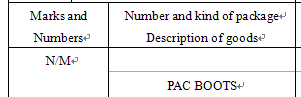 Marks and Numbers
Number and kind of package
Description of goods
N/M
PAC BOOTS